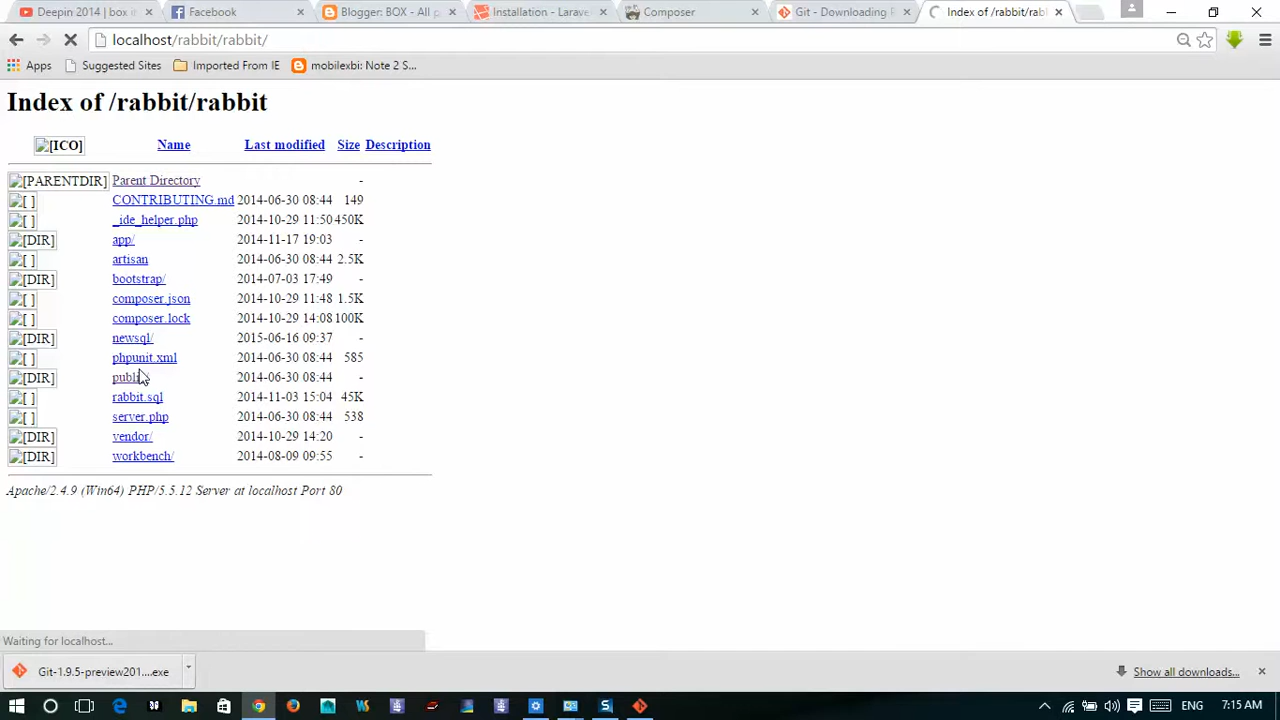 Deepin 2014 | box i
Facebook
Blogger: BOX - All p
Installation - Larave
Composer
Git - Downloading P
Index of /rabbit/rabl
localhost/rabbit/rabbit/
Apps
Suggested Sites
Imported From IE
mobilexbi: Note 2 S...
Index of /rabbit/rabbit
[ICO] Name Last modified Size Description
[PARENTDIR] Parent Directory -
[ ] CONTRIBUTING.md 2014-06-30 08:44 149
[ ] _ide_helper.php 2014-10-29 11:50 450K
[DIR] app/ 2014-11-17 19:03 -
[ ] artisan 2014-06-30 08:44 2.5K
[DIR] bootstrap/ 2014-07-03 17:49 -
[ ] composer.json 2014-10-29 11:48 1.5K
[ ] composer.lock 2014-10-29 14:08 100K
[DIR] newsql/ 2015-06-16 09:37 -
[ ] phpunit.xml 2014-06-30 08:44 585
[DIR] public/ 2014-06-30 08:44 -
[ ] rabbit.sql 2014-11-03 15:04 45K
[ ] server.php 2014-06-30 08:44 538
[DIR] vendor/ 2014-10-29 14:20 -
[DIR] workbench/ 2014-08-09 09:55 -
Apache/2.4.9 (Win64) PHP/5.5.12 Server at localhost Port 80
Waiting for localhost...
Git-1.9.5-preview201....exe
Show all downloads...
ENG
7:15 AM